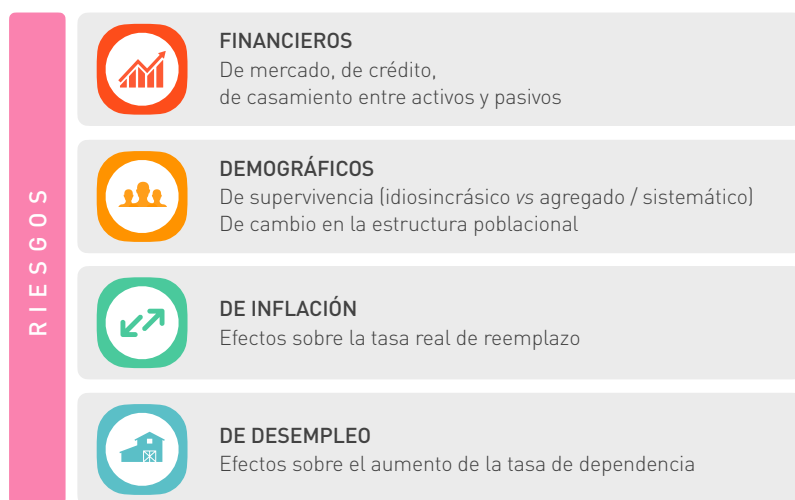 RIESGOS
FINANCIEROS
De mercado, de crédito,
de casamiento entre activos y pasivos
DEMOGRÁFICOS
De supervivencia (idiosincrásico vs agregado / sistemático)
De cambio en la estructura poblacional
DE INFLACIÓN
Efectos sobre la tasa real de reemplazo
DE DESEMPLEO
Efectos sobre el aumento de la tasa de dependencia